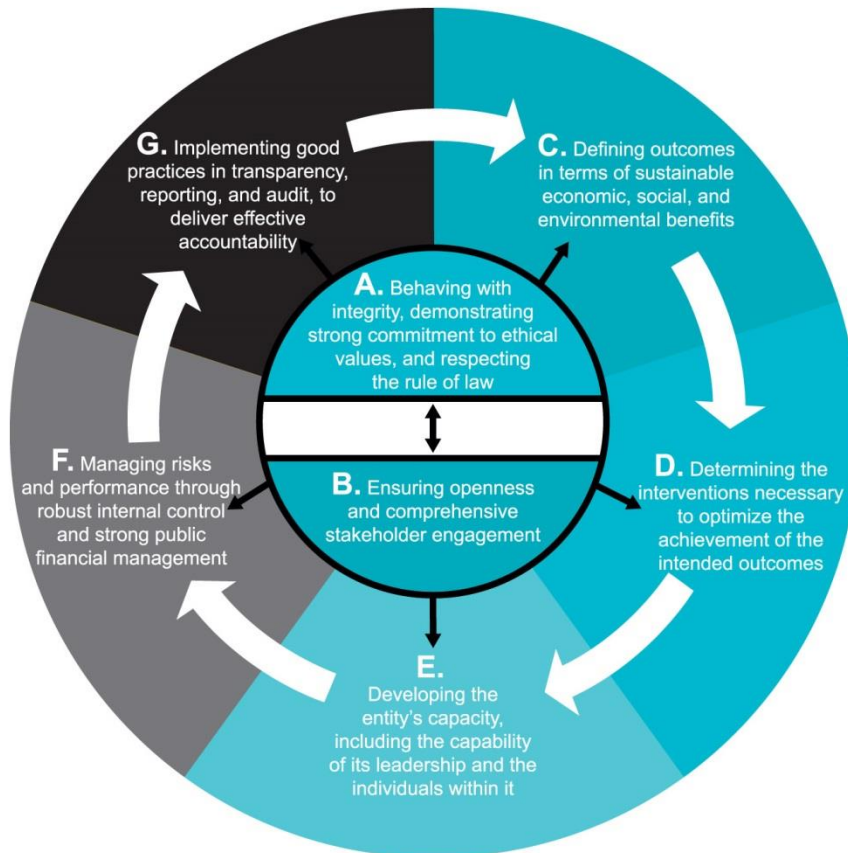 A. Behaving with
integrity, demonstrating
strong commitment to ethical
values, and respecting
the rule of law
B. Ensuring openness
and comprehensive
stakeholder engagement
C. Defining outcomes
in terms of sustainable
economic, social, and
environmental benefits
D. Determining the
interventions necessary
to optimize the
achievement of the
intended outcomes
E.
Developing the
entity's capacity,
including the capability
of its leadership and the
individuals within it
F. Managing risks
and performance through
robust internal control
and strong public
financial management
G. Implementing good
practices in transparency,
reporting, and audit, to
deliver effective
accountability